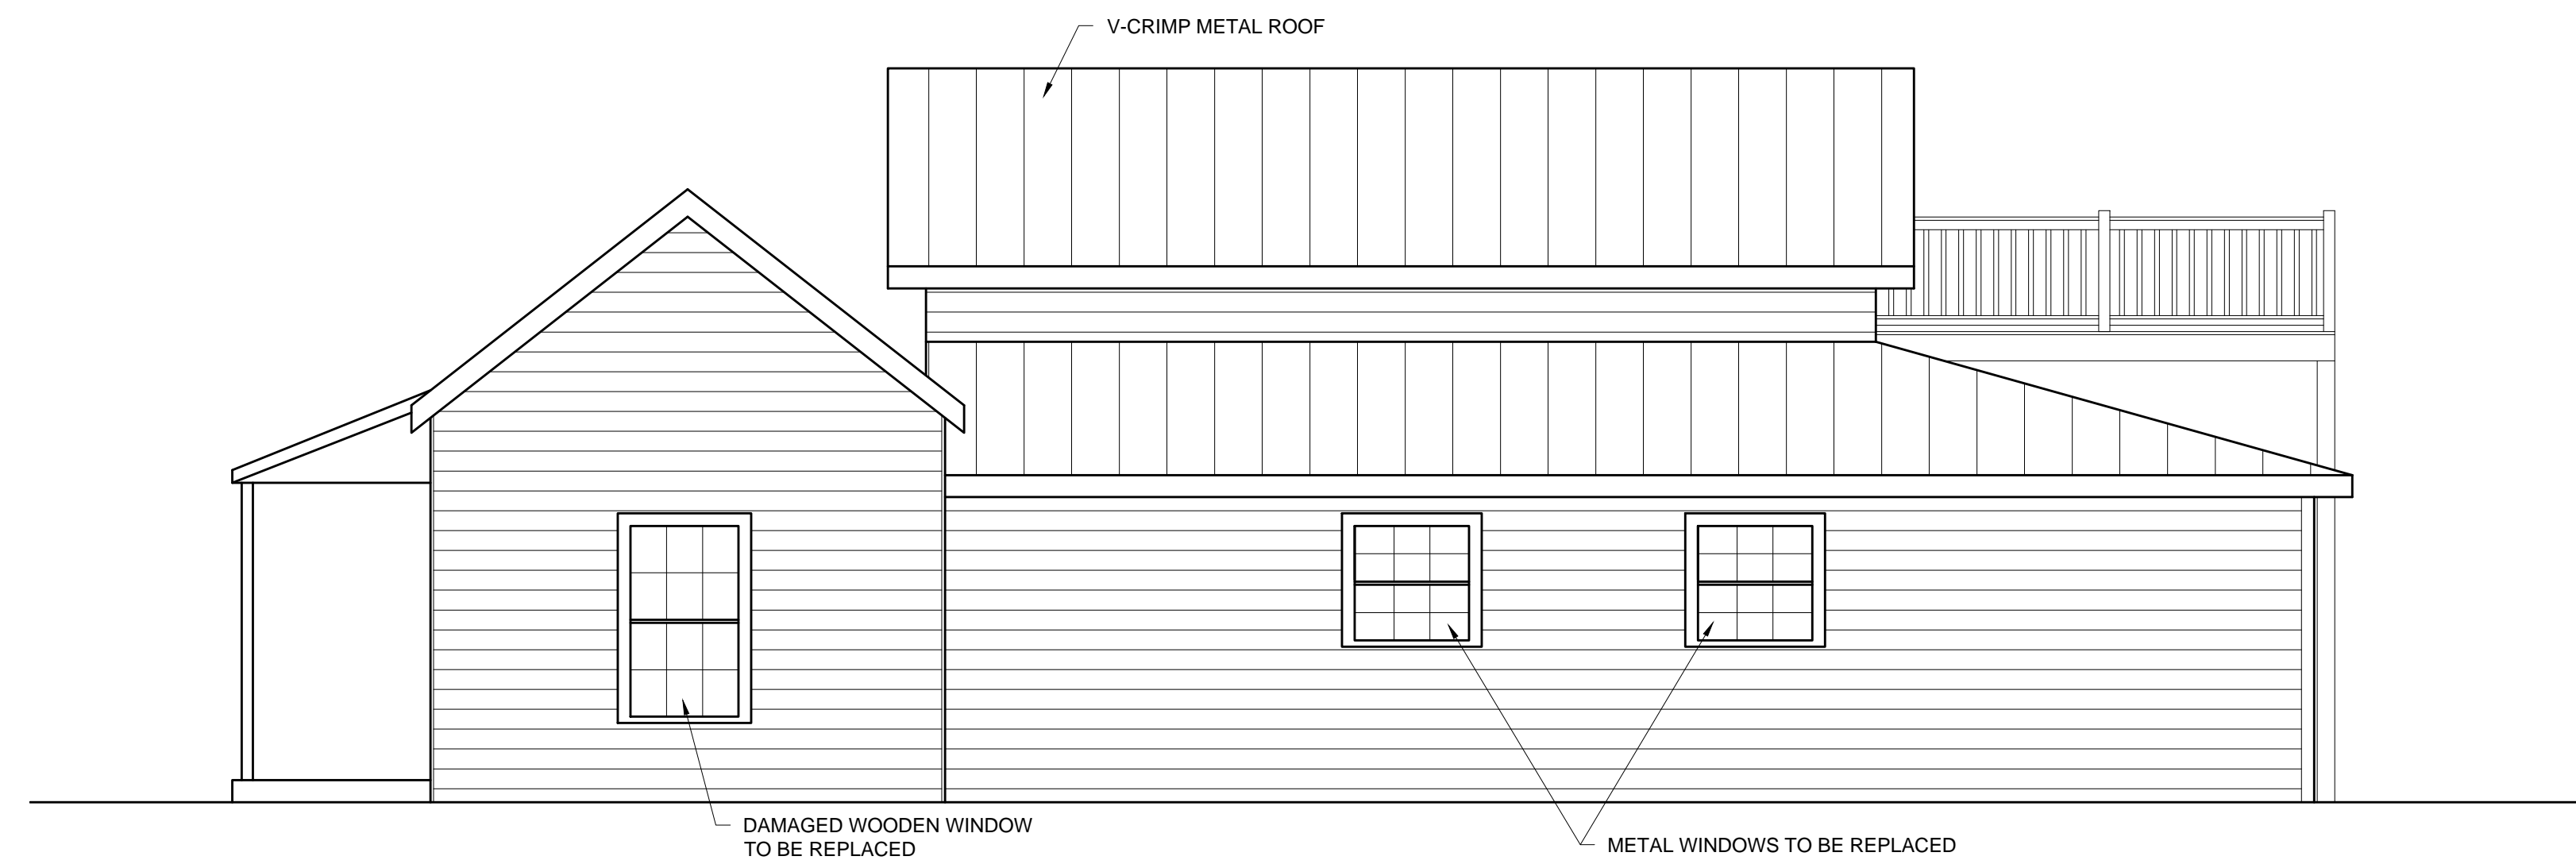 V-CRIMP METAL ROOF
DAMAGED WOODEN WINDOW
TO BE REPLACED
METAL WINDOWS TO BE REPLACED